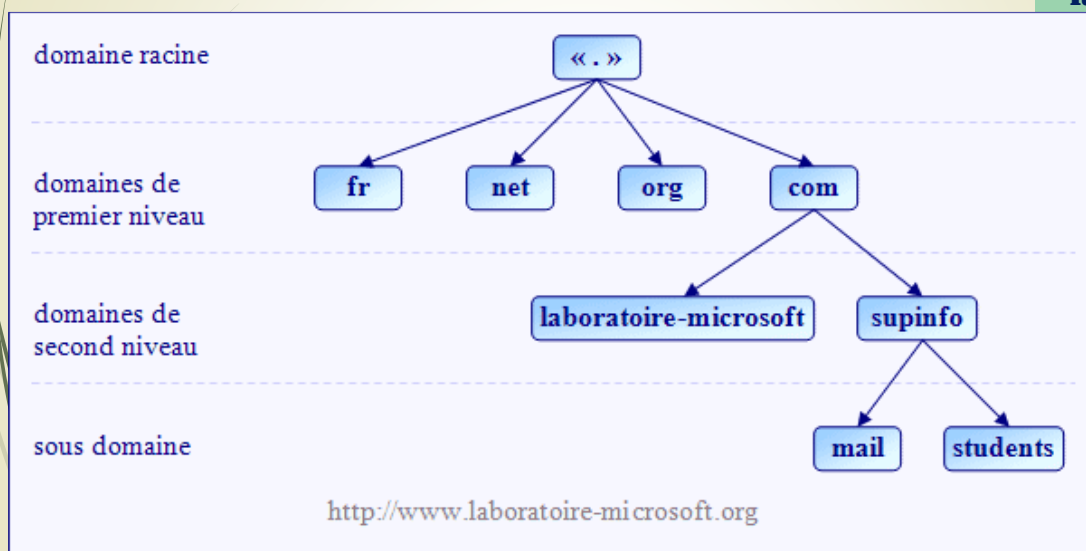 domaine racine
« . »
domaines de
premier niveau
fr
net
org
com
domaines de
second niveau
laboratoire-microsoft
supinfo
sous domaine
mail
students
http://www.laboratoire-microsoft.org